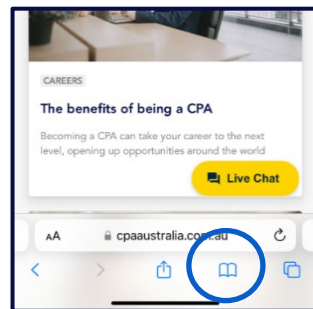 CAREERS
The benefits of being a CPA
Becoming a CPA can take your career to the next
level, opening up opportunities around the world
Live Chat
AA
cpaaustralia.com.au